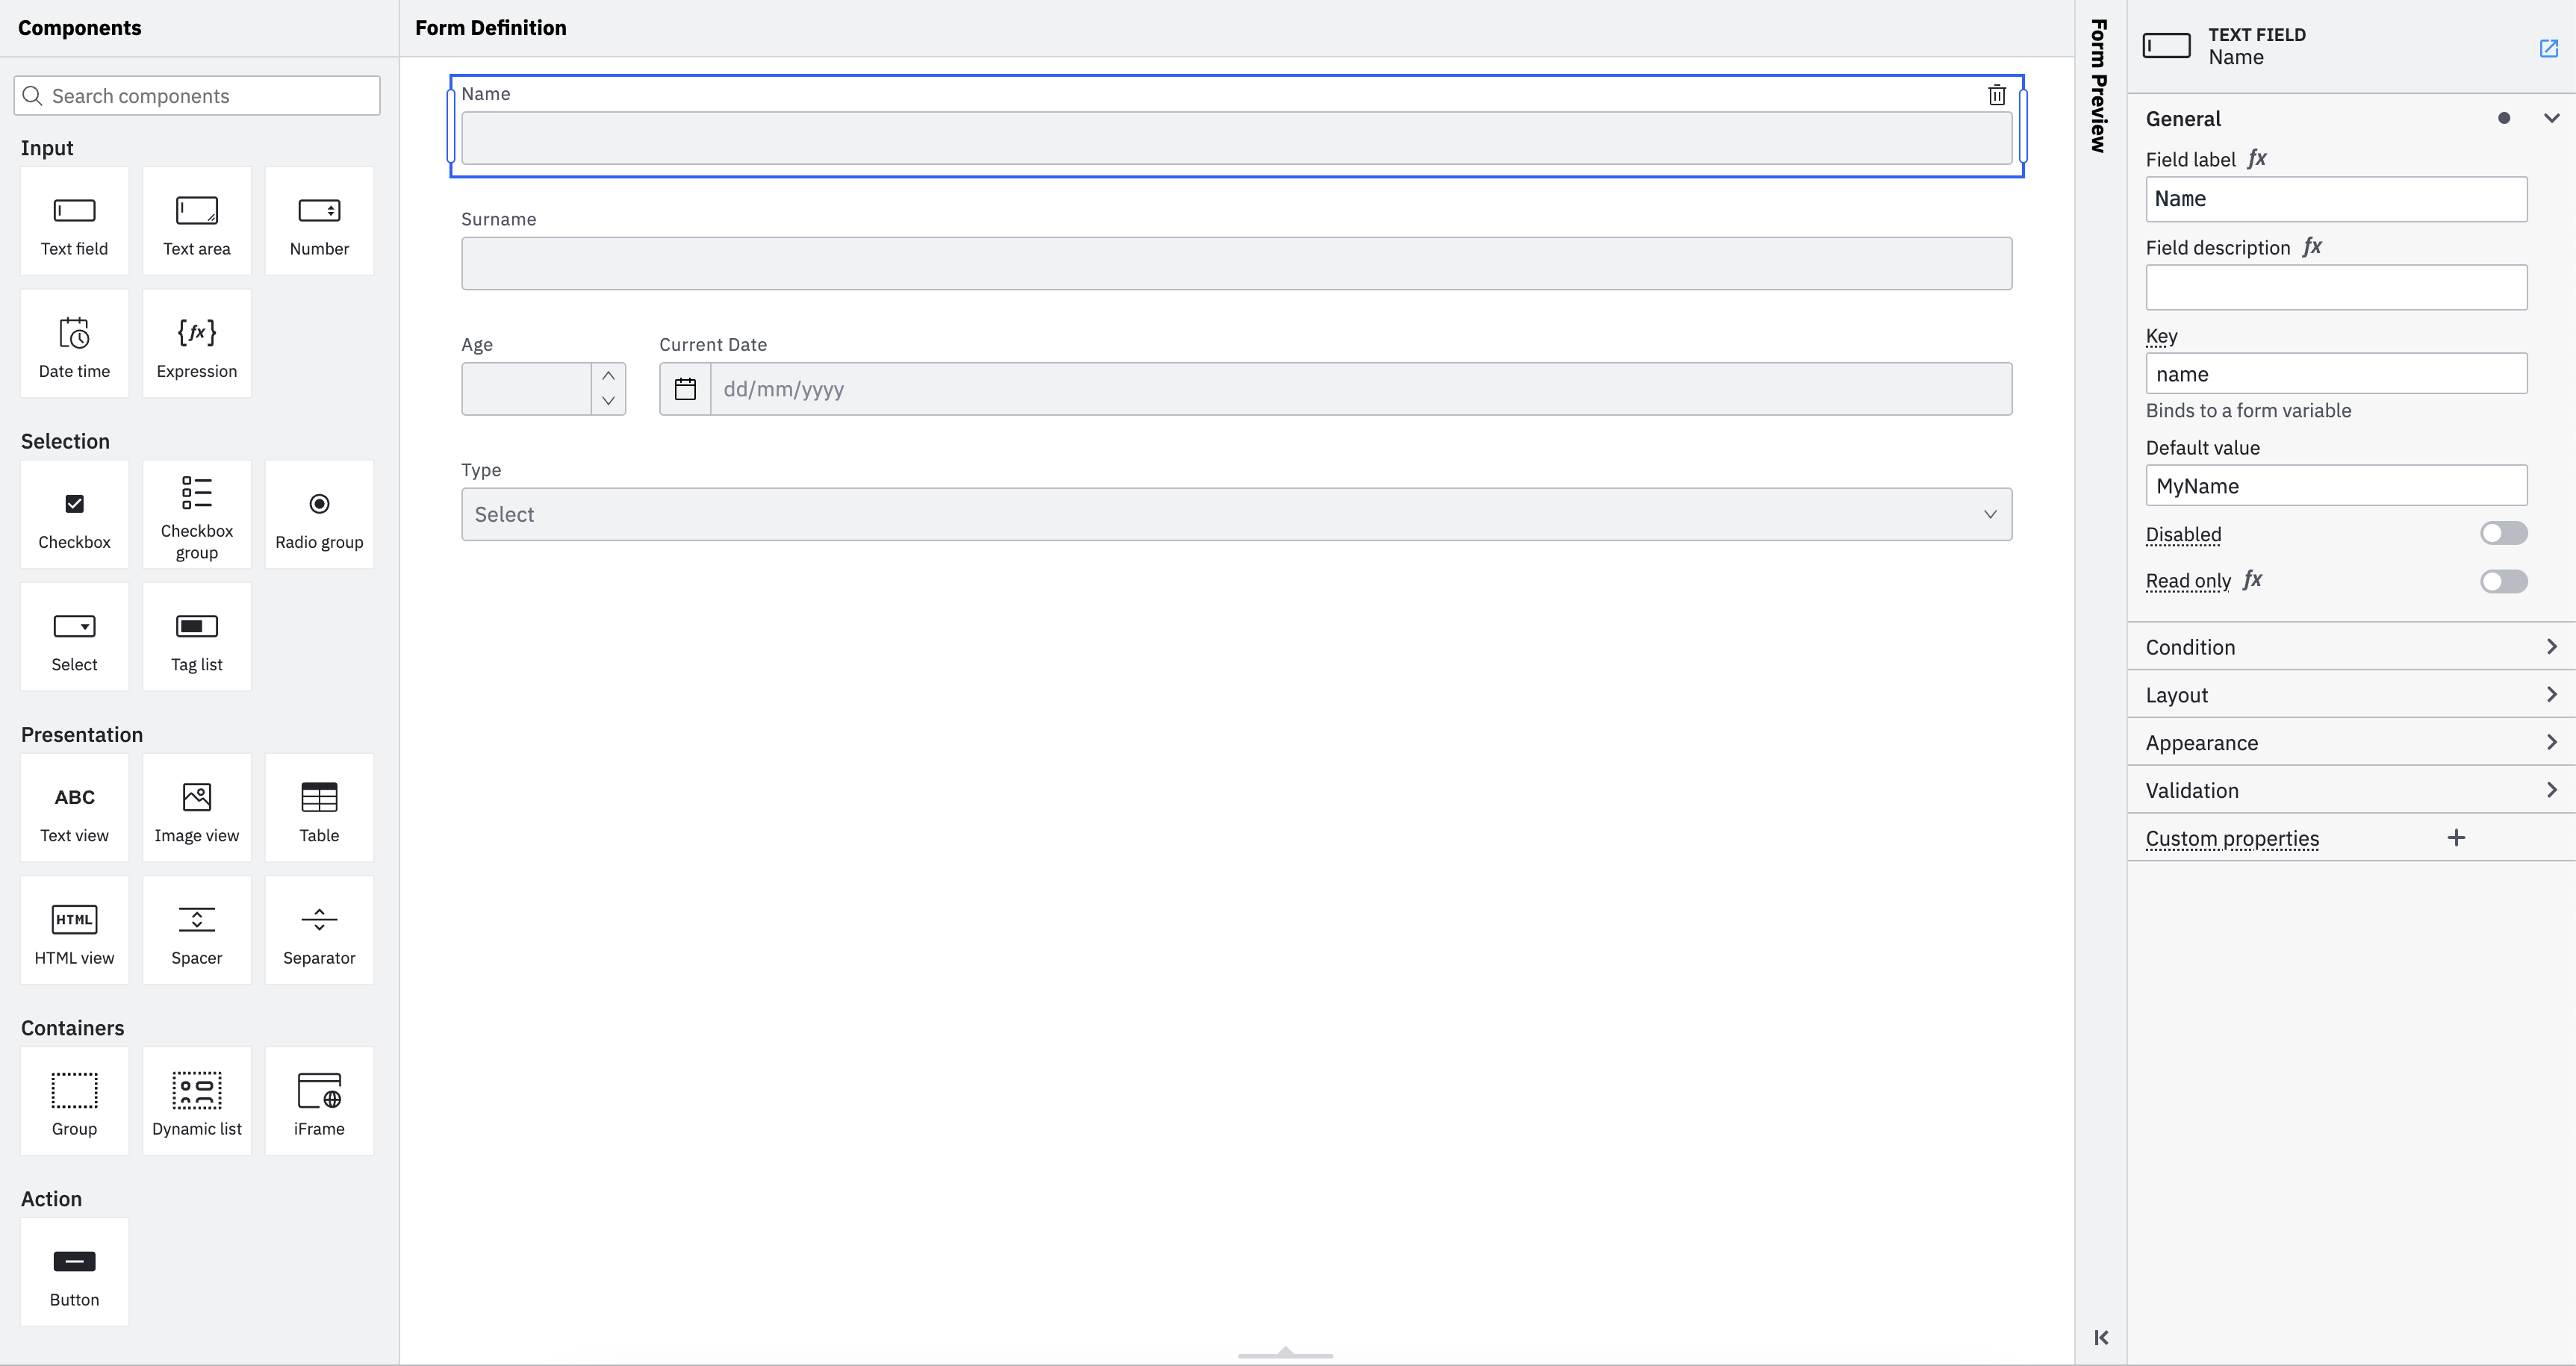 Components
Search components
Input
Text field
Text area
Number
Date time
{fx}
Expression
Selection
Checkbox
Checkbox
group
Radio group
Select
Tag list
Presentation
ABC
Text view
Image view
Table
HTML
HTML view
Spacer
Separator
Containers
Group
Dynamic list
iFrame
Action
Button
Form Definition
Name
Surname
Age
Current Date
dd/mm/yyyy
Type
Select
Form Preview
TEXT FIELD
Name
General
Field label fx
Name
Field description fx
Key
name
Binds to a form variable
Default value
MyName
Disabled
Read only fx
Condition
Layout
Appearance
Validation
Custom properties